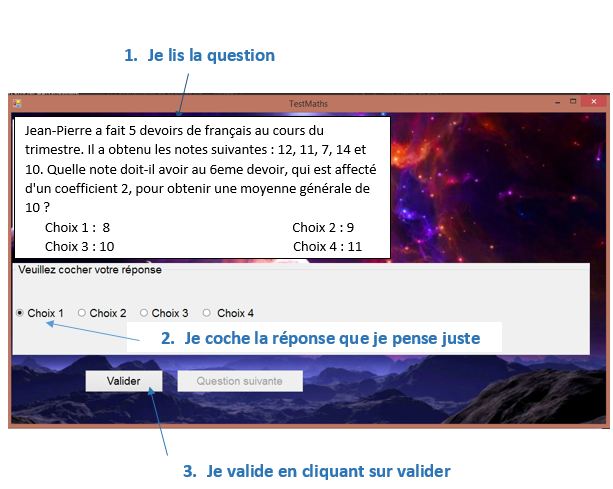 1. Je lis la question
TestMaths
Jean-Pierre a fait 5 devoirs de français au cours du
trimestre. Il a obtenu les notes suivantes : 12, 11, 7, 14 et
10. Quelle note doit-il avoir au 6eme devoir, qui est affecté
d'un coefficient 2, pour obtenir une moyenne générale de
10 ?
Choix 1 : 8 Choix 2 : 9
Choix 3 : 10 Choix 4 : 11
Veuillez cocher votre réponse
Choix 1 Choix 2 Choix 3 Choix 4
2. Je coche la réponse que je pense juste
Valider Question suivante
3. Je valide en cliquant sur valider